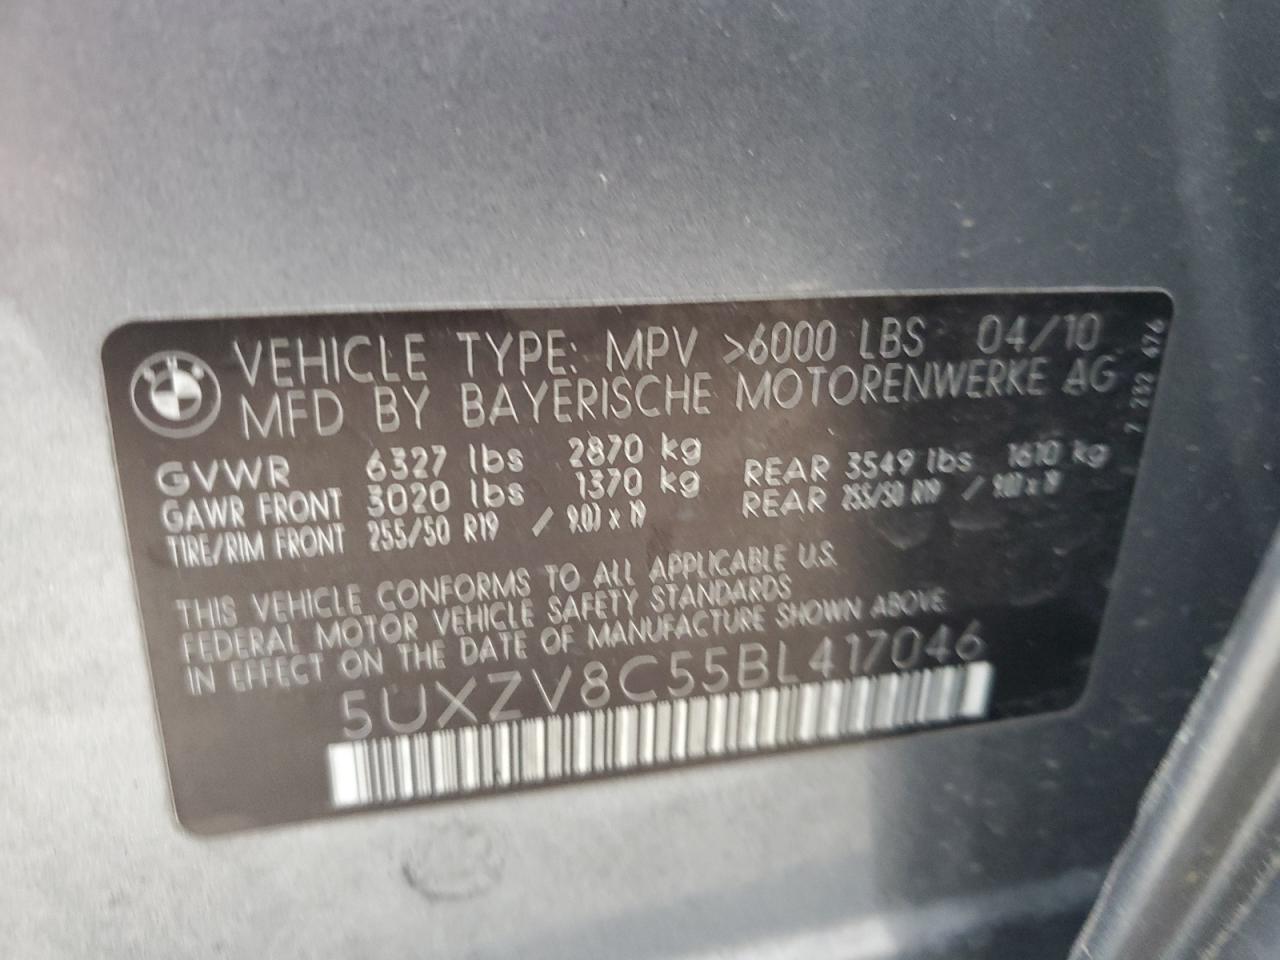 VEHICLE TYPE: MPV >6000 LBS 04/10
MFD BY BAYERISCHE MOTORENWERKE AG
GVWR 6327 lbs 2870 kg
GAWR FRONT 3020 lbs 1370 kg REAR 3549 lbs 1610 kg
TIRE/RIM FRONT 255/50 R19 / 9.0J x 19 REAR 255/50 R19 / 9.0J x 19
THIS VEHICLE CONFORMS TO ALL APPLICABLE U.S.
FEDERAL MOTOR VEHICLE SAFETY STANDARDS
IN EFFECT ON THE DATE OF MANUFACTURE SHOWN ABOVE.
5UXZV8C55BL417046
7 232 476